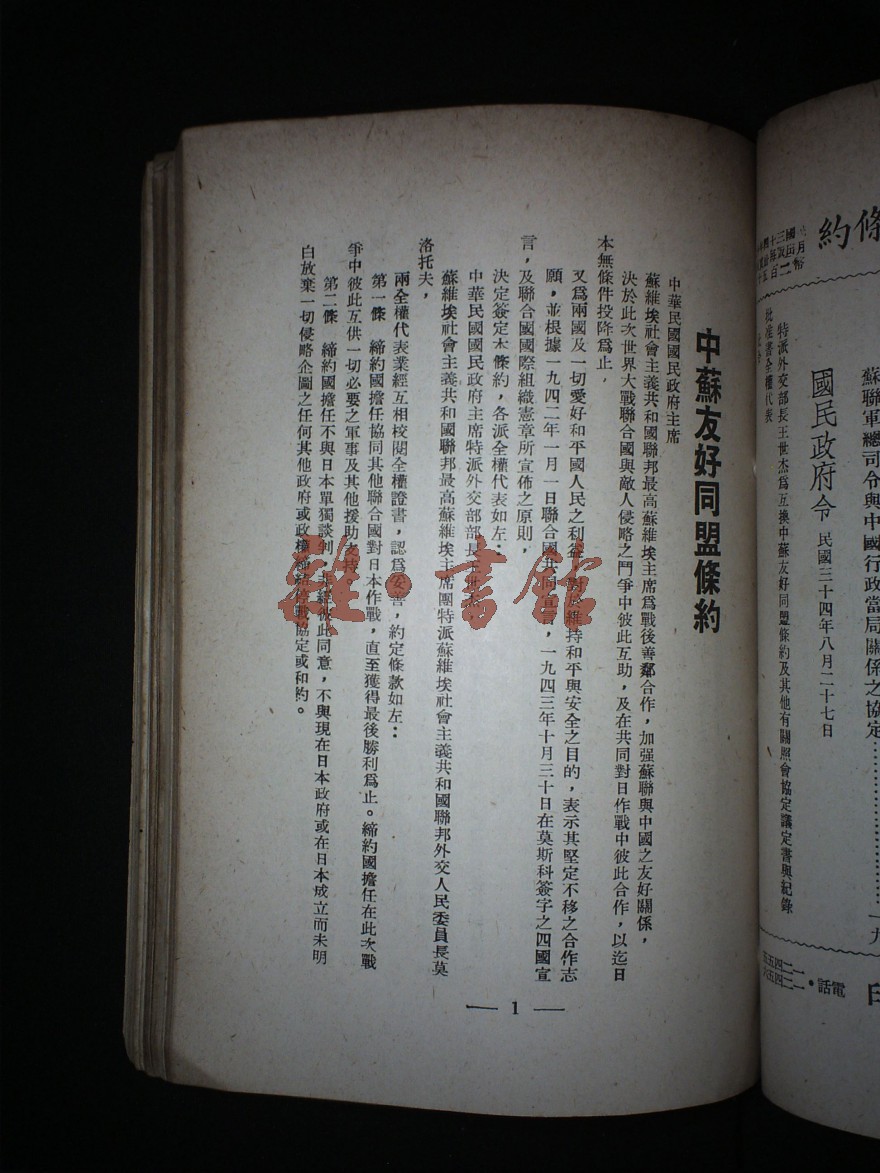 條約
國民政府令 民國三十四年八月二十七日
特派外交部長王世杰為互換中蘇友好同盟條約及其他有關照會協定議定書與紀錄
批准書全權代表
蘇聯軍總司令與中國行政當局關係之協定
電話
印
中蘇友好同盟條約
中華民國國民政府主席
蘇維埃社會主義共和國聯邦最高蘇維埃主席為戰後善鄰合作，加强蘇聯與中國之友好關係，
決於此次世界大戰聯合國與敵人侵略之鬥爭中彼此互助，及在共同對日作戰中彼此合作，以迄日
本無條件投降爲止，
又爲兩國及一切愛好和平國人民之利益，對於維持和平與安全之目的，表示其堅定不移之合作志
願，並根據一九四二年一月一日聯合國共同宣言，一九四三年十月三十日在莫斯科簽字之四國宣
言，及聯合國國際組織憲章所宣佈之原則，
決定簽定本條約，各派全權代表如左：
中華民國國民政府主席特派外交部部長王世杰
蘇維埃社會主義共和國聯邦最高蘇維埃主席團特派蘇維埃社會主義共和國聯邦外交人民委員長莫
洛托夫，
兩全權代表業經互相校閱全權證書，認爲妥善，約定條款如左：
第一條　締約國擔任協同其他聯合國對日本作戰，直至獲得最後勝利爲止。締約國擔任在此次戰
爭中彼此互供一切必要之軍事及其他援助支持
第二條　締約國擔任不與日本單獨談判，非經彼此同意，不與現在日本政府或在日本成立而未明
白放棄一切侵略企圖之任何其他政府或政權締結停戰協定或和約。
— 1 —
羅•書館